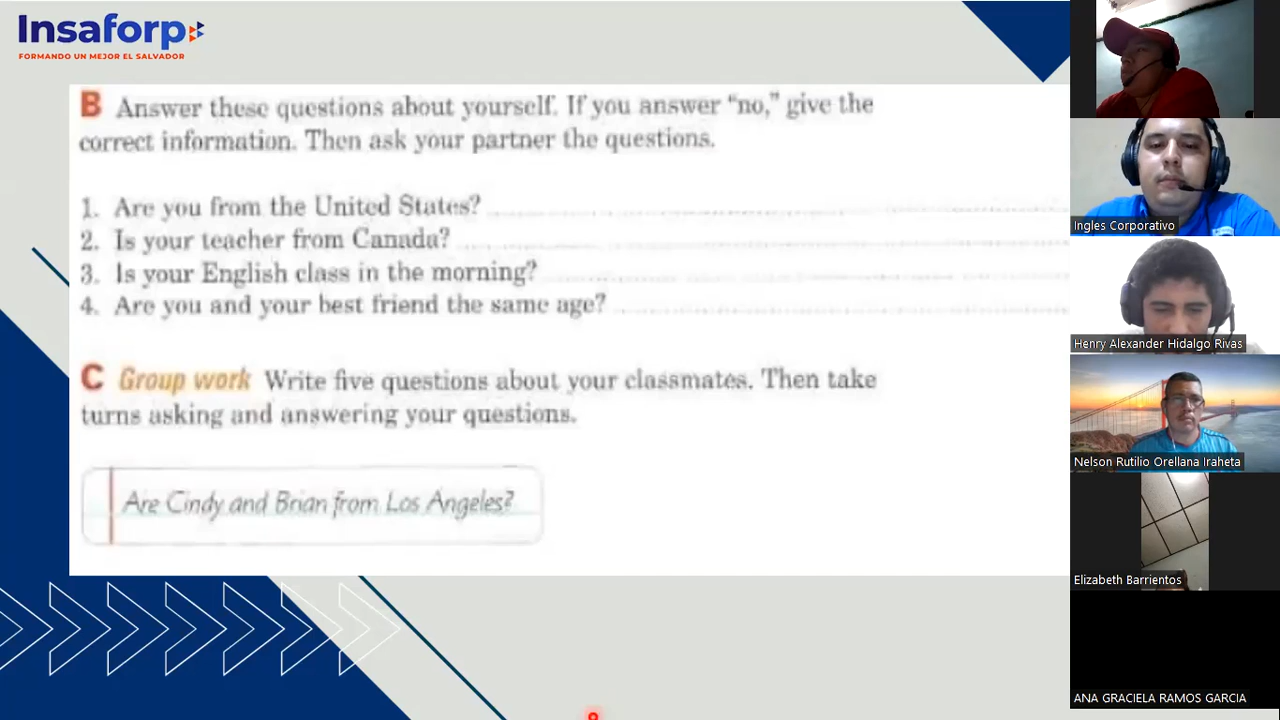 Insaforp
FORMANDO UN MEJOR EL SALVADOR
B Answer these questions about yourself. If you answer “no,” give the
correct information. Then ask your partner the questions.
1. Are you from the United States?
2. Is your teacher from Canada?
3. Is your English class in the morning?
4. Are you and your best friend the same age?
C Group work Write five questions about your classmates. Then take
turns asking and answering your questions.
Are Cindy and Brian from Los Angeles?
Ingles Corporativo
Henry Alexander Hidalgo Rivas
Nelson Rutilio Orellana Iraheta
Elizabeth Barrientos
ANA GRACIELA RAMOS GARCIA